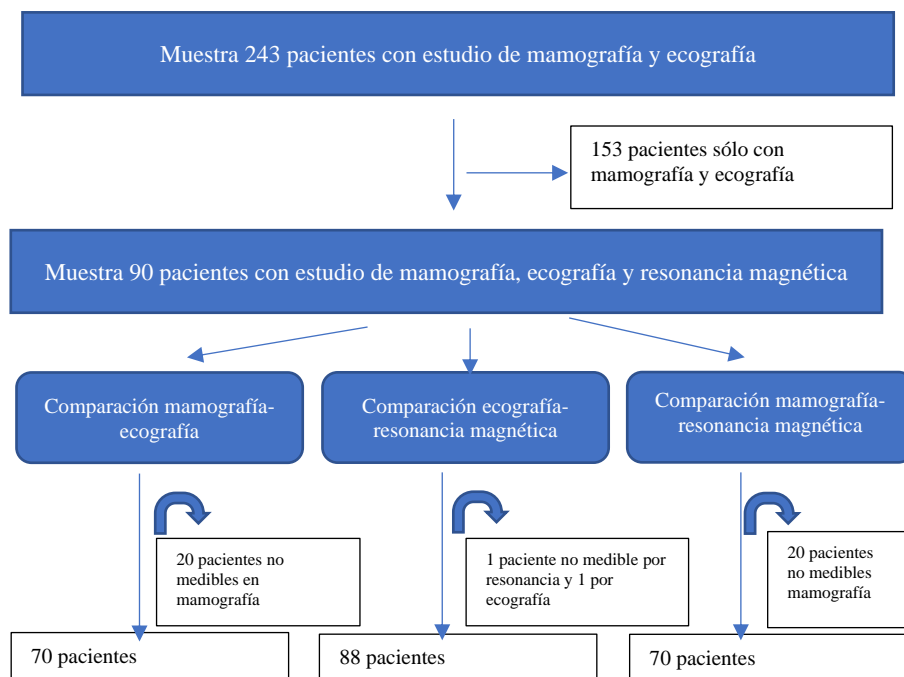 Muestra 243 pacientes con estudio de mamografía y ecografía
153 pacientes sólo con
mamografía y ecografía
Muestra 90 pacientes con estudio de mamografía, ecografía y resonancia magnética
Comparación mamografía-
ecografía
Comparación ecografía-
resonancia magnética
Comparación mamografía-
resonancia magnética
20 pacientes no
medibles en
mamografía
1 paciente no medible por
resonancia y 1 por
ecografía
20 pacientes
no medibles
mamografía
70 pacientes
88 pacientes
70 pacientes